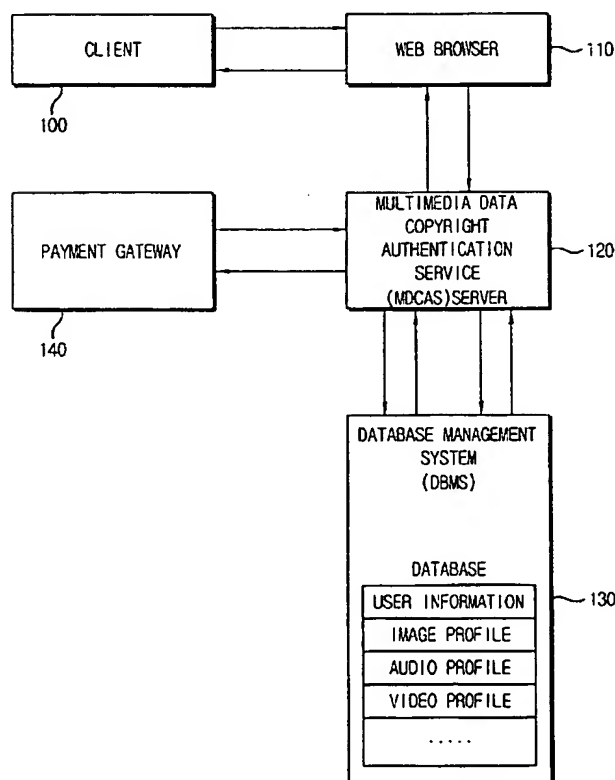 CLIENT
WEB BROWSER
110
100
MULTIMEDIA DATA
COPYRIGHT
AUTHENTICATION
SERVICE
(MDCAS)SERVER
120
PAYMENT GATEWAY
140
DATABASE MANAGEMENT
SYSTEM
(DBMS)
DATABASE
USER INFORMATION
IMAGE PROFILE
AUDIO PROFILE
VIDEO PROFILE
.....
130